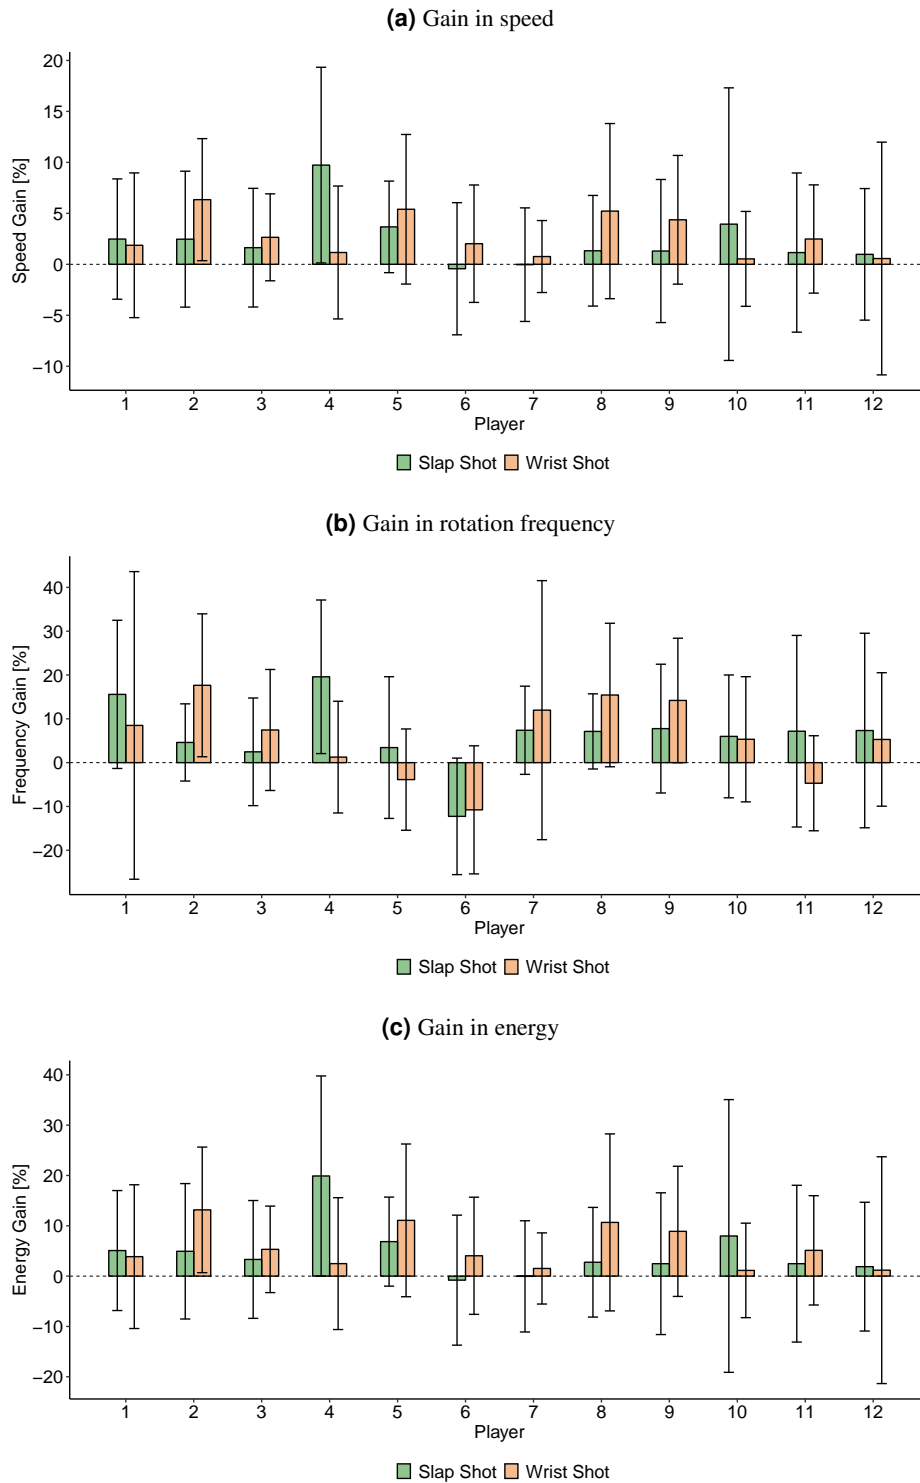 (a) Gain in speed
20
15
10
5
0
−5
−10
Speed Gain [%]
1 2 3 4 5 6 7 8 9 10 11 12
Player
Slap Shot Wrist Shot
(b) Gain in rotation frequency
40
30
20
10
0
−10
−20
Frequency Gain [%]
1 2 3 4 5 6 7 8 9 10 11 12
Player
Slap Shot Wrist Shot
(c) Gain in energy
40
30
20
10
0
−10
−20
Energy Gain [%]
1 2 3 4 5 6 7 8 9 10 11 12
Player
Slap Shot Wrist Shot